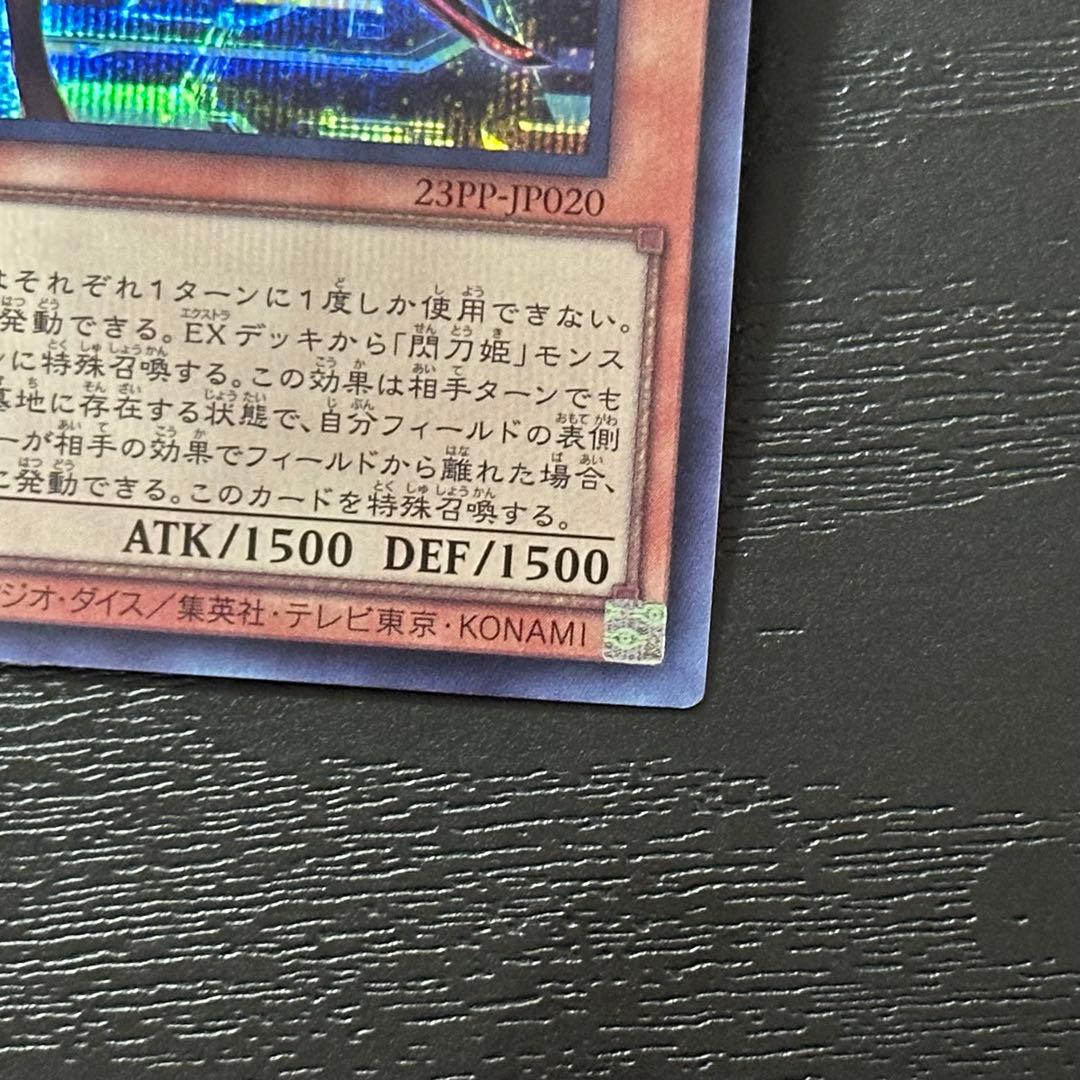 23PP-JP020
はそれぞれ1ターンに1度しか使用できない。
発動できる。EXデッキから「閃刀姫」モンス
ンに特殊召喚する。この効果は相手ターンでも
墓地に存在する状態で、自分フィールドの表側
ーが相手の効果でフィールドから離れた場合、
に発動できる。このカードを特殊召喚する。
ATK/1500 DEF/1500
ジオ・ダイス/集英社・テレビ東京・KONAMI